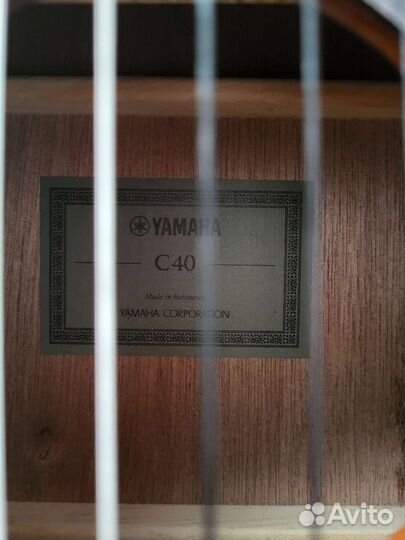 YAMAHA
C40
Made in Indonesia
YAMAHA CORPORATION
Avito